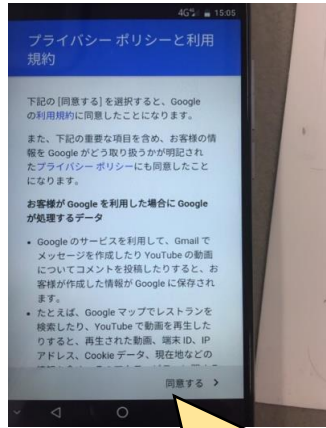 4G 15:05
プライバシー ポリシーと利用
規約
下記の [同意する] を選択すると、Google
の利用規約に同意したことになります。
また、下記の重要な項目を含め、お客様の情
報を Google がどう取り扱うかが明記され
たプライバシー ポリシーにも同意したこと
になります。
お客様が Google を利用した場合に Google
が処理するデータ
• Google のサービスを利用して、Gmail で
メッセージを作成したり YouTube の動画
についてコメントを投稿したりすると、お
客様が作成した情報が Google に保存され
ます。
• たとえば、Google マップでレストランを
検索したり、YouTube で動画を再生した
りすると、再生された動画、端末 ID、IP
アドレス、Cookie データ、現在地などの
同意する